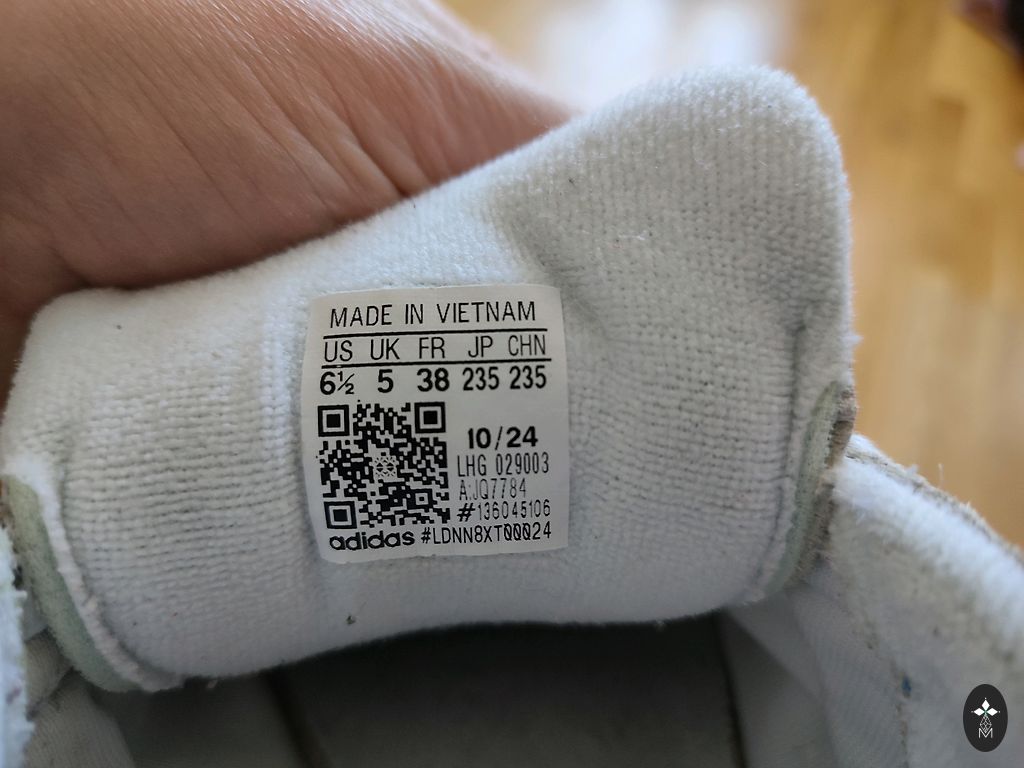 MADE IN VIETNAM
US UK FR JP CHN
6½ 5 38 235 235
10/24
LHG 029003
A:JQ7784
#136045106
adidas #LDNN8XT00024
M